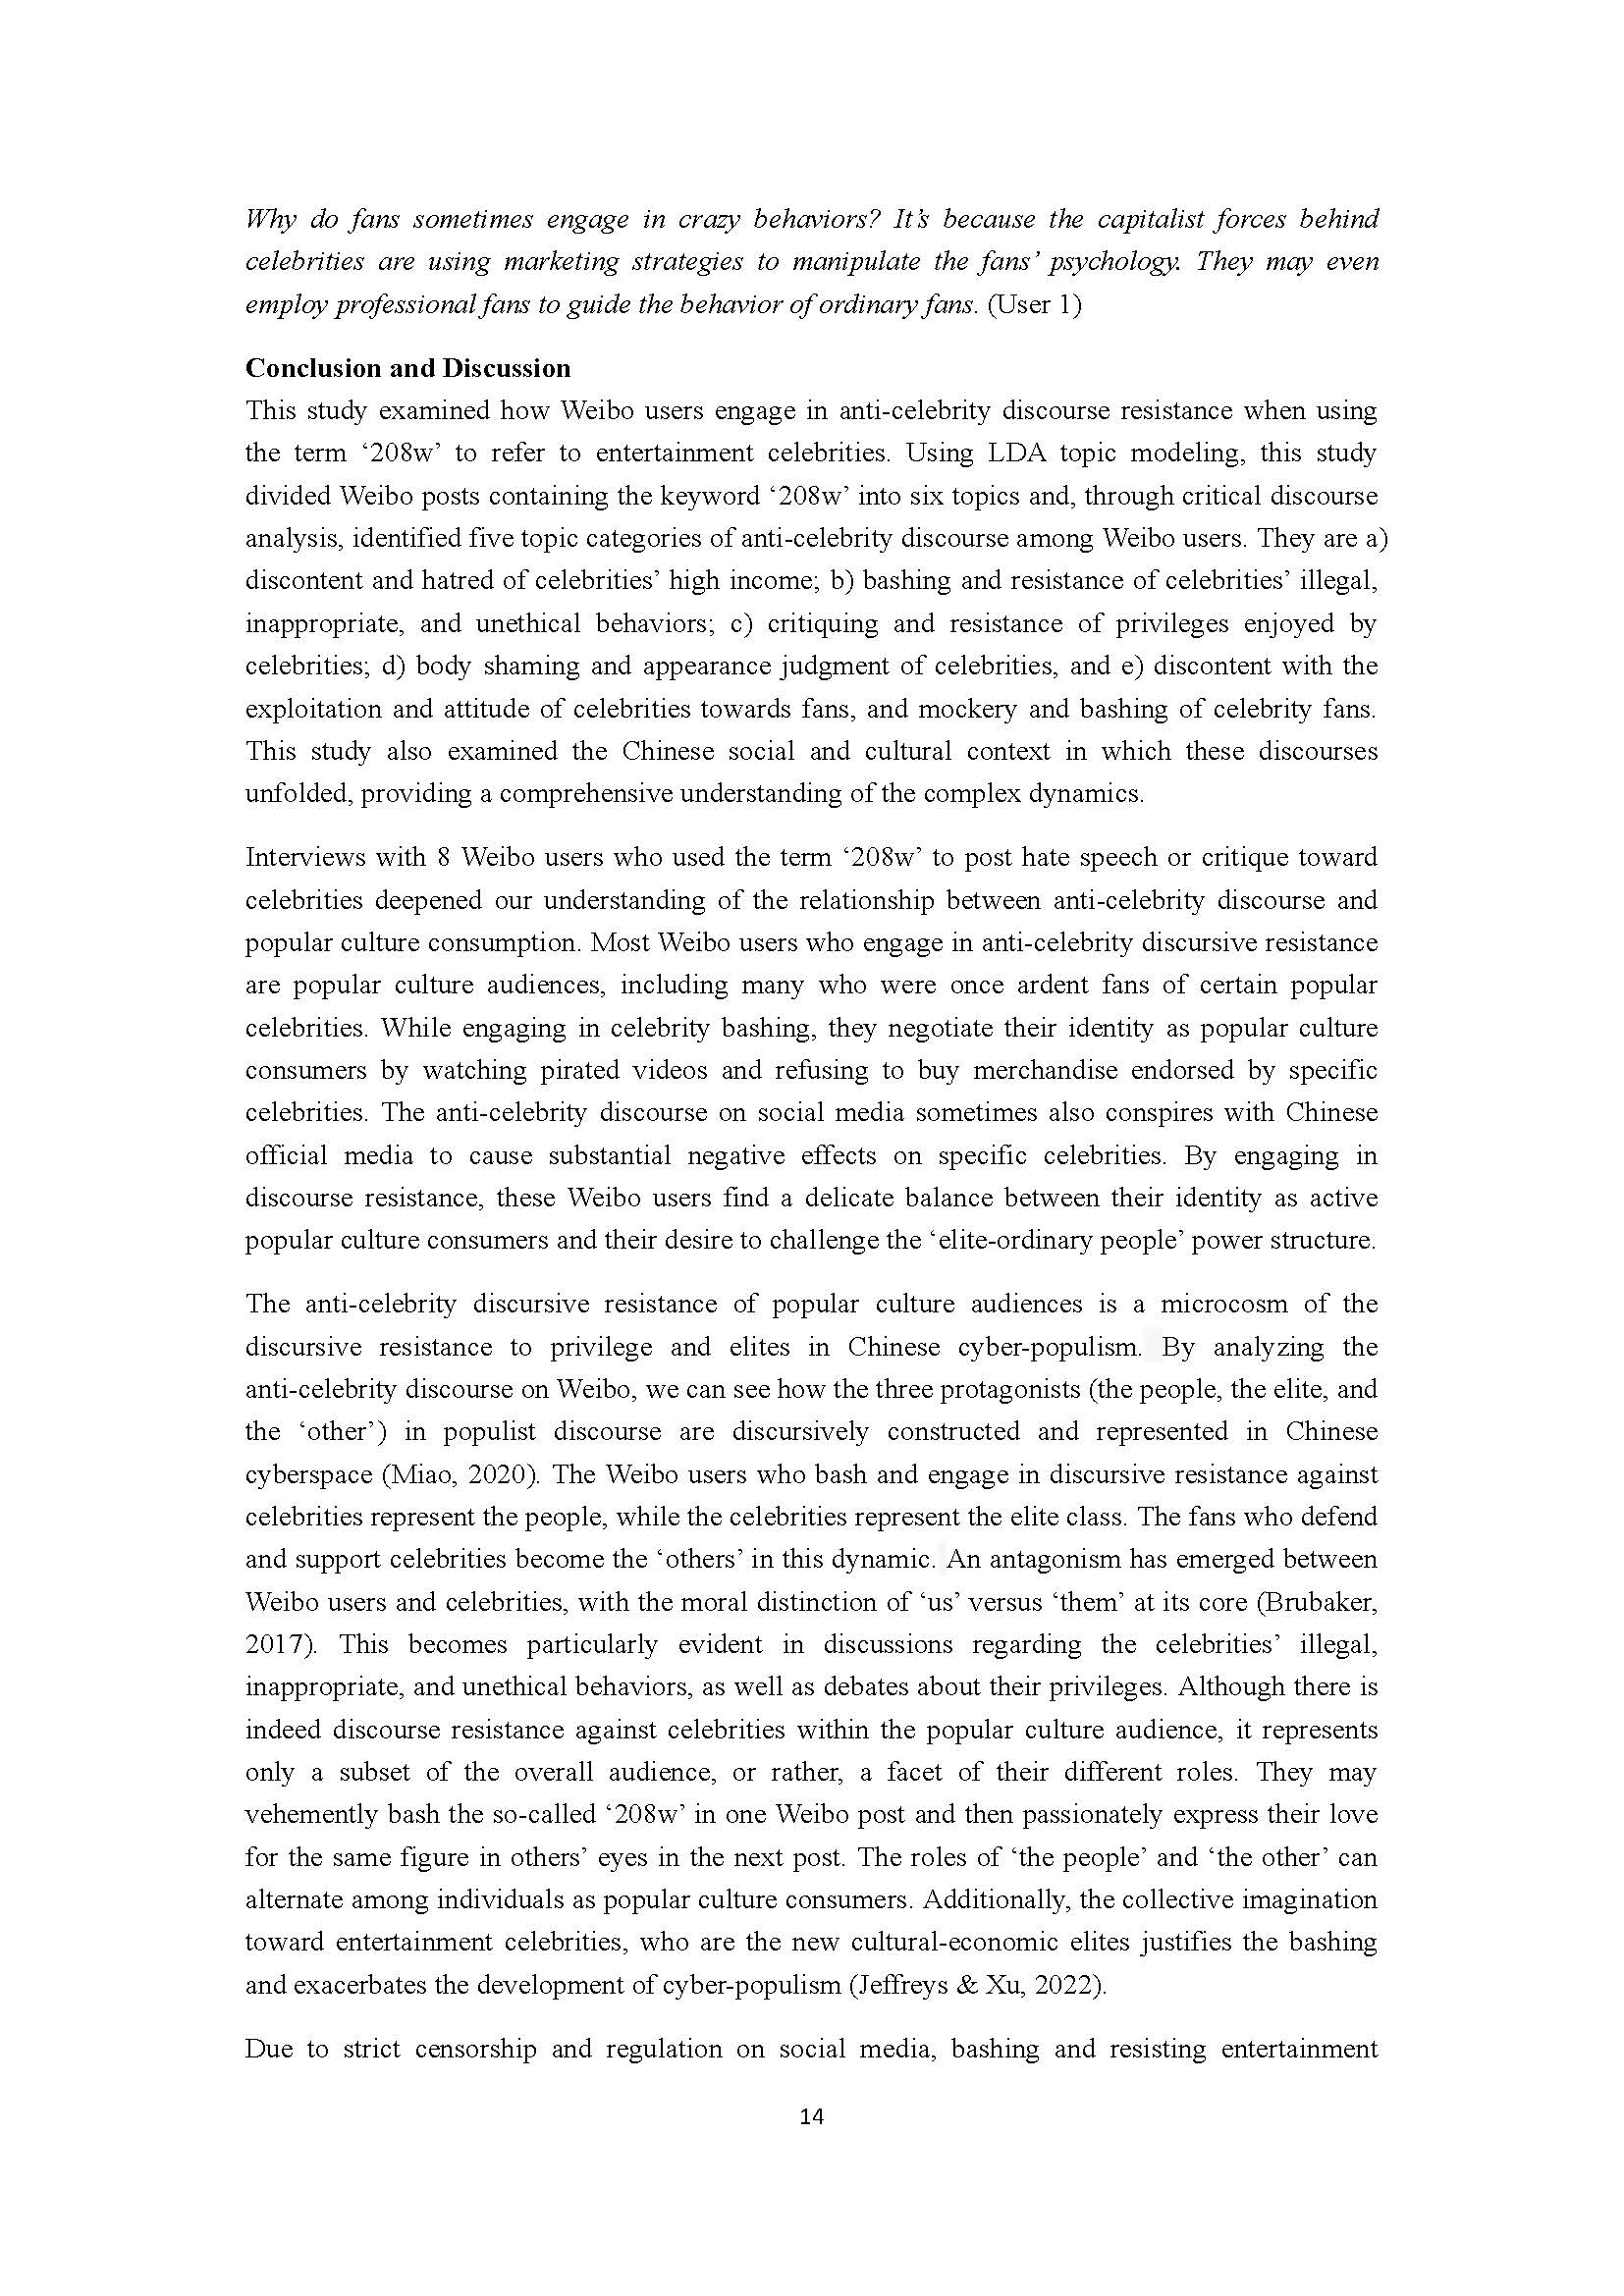 Why do fans sometimes engage in crazy behaviors? It's because the capitalist forces behind
celebrities are using marketing strategies to manipulate the fans' psychology. They may even
employ professional fans to guide the behavior of ordinary fans. (User 1)
Conclusion and Discussion
This study examined how Weibo users engage in anti-celebrity discourse resistance when using
the term ‘208w’ to refer to entertainment celebrities. Using LDA topic modeling, this study
divided Weibo posts containing the keyword ‘208w’ into six topics and, through critical discourse
analysis, identified five topic categories of anti-celebrity discourse among Weibo users. They are a)
discontent and hatred of celebrities’ high income; b) bashing and resistance of celebrities’ illegal,
inappropriate, and unethical behaviors; c) critiquing and resistance of privileges enjoyed by
celebrities; d) body shaming and appearance judgment of celebrities, and e) discontent with the
exploitation and attitude of celebrities towards fans, and mockery and bashing of celebrity fans.
This study also examined the Chinese social and cultural context in which these discourses
unfolded, providing a comprehensive understanding of the complex dynamics.
Interviews with 8 Weibo users who used the term ‘208w’ to post hate speech or critique toward
celebrities deepened our understanding of the relationship between anti-celebrity discourse and
popular culture consumption. Most Weibo users who engage in anti-celebrity discursive resistance
are popular culture audiences, including many who were once ardent fans of certain popular
celebrities. While engaging in celebrity bashing, they negotiate their identity as popular culture
consumers by watching pirated videos and refusing to buy merchandise endorsed by specific
celebrities. The anti-celebrity discourse on social media sometimes also conspires with Chinese
official media to cause substantial negative effects on specific celebrities. By engaging in
discourse resistance, these Weibo users find a delicate balance between their identity as active
popular culture consumers and their desire to challenge the ‘elite-ordinary people’ power structure.
The anti-celebrity discursive resistance of popular culture audiences is a microcosm of the
discursive resistance to privilege and elites in Chinese cyber-populism. By analyzing the
anti-celebrity discourse on Weibo, we can see how the three protagonists (the people, the elite, and
the ‘other’) in populist discourse are discursively constructed and represented in Chinese
cyberspace (Miao, 2020). The Weibo users who bash and engage in discursive resistance against
celebrities represent the people, while the celebrities represent the elite class. The fans who defend
and support celebrities become the ‘others’ in this dynamic. An antagonism has emerged between
Weibo users and celebrities, with the moral distinction of ‘us’ versus ‘them’ at its core (Brubaker,
2017). This becomes particularly evident in discussions regarding the celebrities’ illegal,
inappropriate, and unethical behaviors, as well as debates about their privileges. Although there is
indeed discourse resistance against celebrities within the popular culture audience, it represents
only a subset of the overall audience, or rather, a facet of their different roles. They may
vehemently bash the so-called ‘208w’ in one Weibo post and then passionately express their love
for the same figure in others’ eyes in the next post. The roles of ‘the people’ and ‘the other’ can
alternate among individuals as popular culture consumers. Additionally, the collective imagination
toward entertainment celebrities, who are the new cultural-economic elites justifies the bashing
and exacerbates the development of cyber-populism (Jeffreys & Xu, 2022).
Due to strict censorship and regulation on social media, bashing and resisting entertainment
14